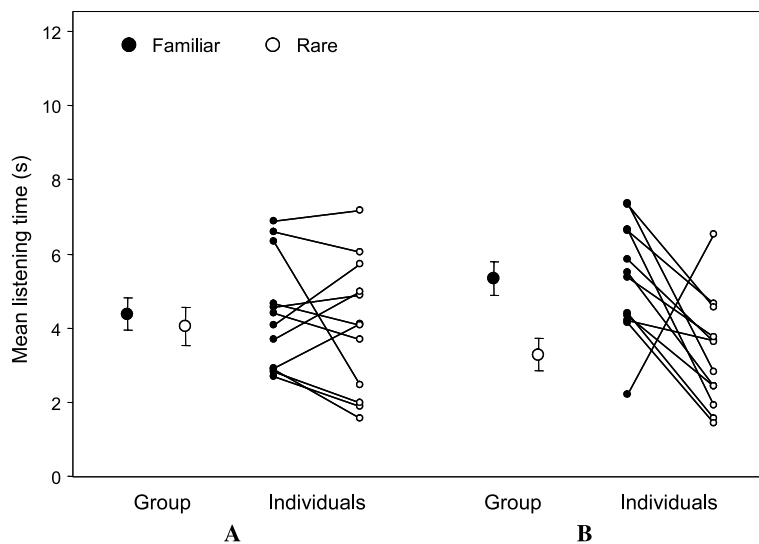 Familiar Rare
Mean listening time (s)
12
10
8
6
4
2
0
Group Individuals Group Individuals
A B